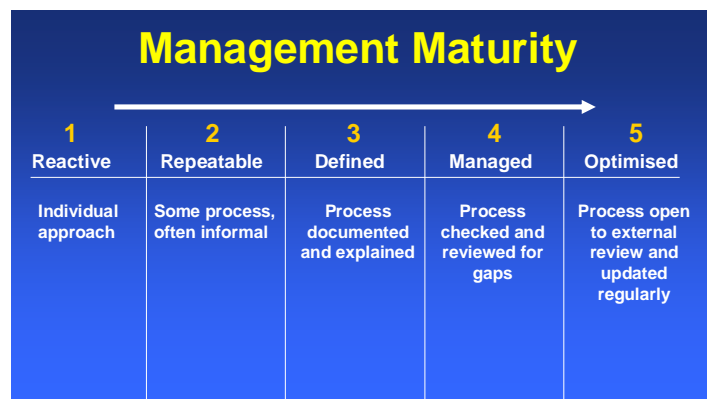 Management Maturity
1
Reactive
2
Repeatable
3
Defined
4
Managed
5
Optimised
Individual
approach
Some process,
often informal
Process
documented
and explained
Process
checked and
reviewed for
gaps
Process open
to external
review and
updated
regularly